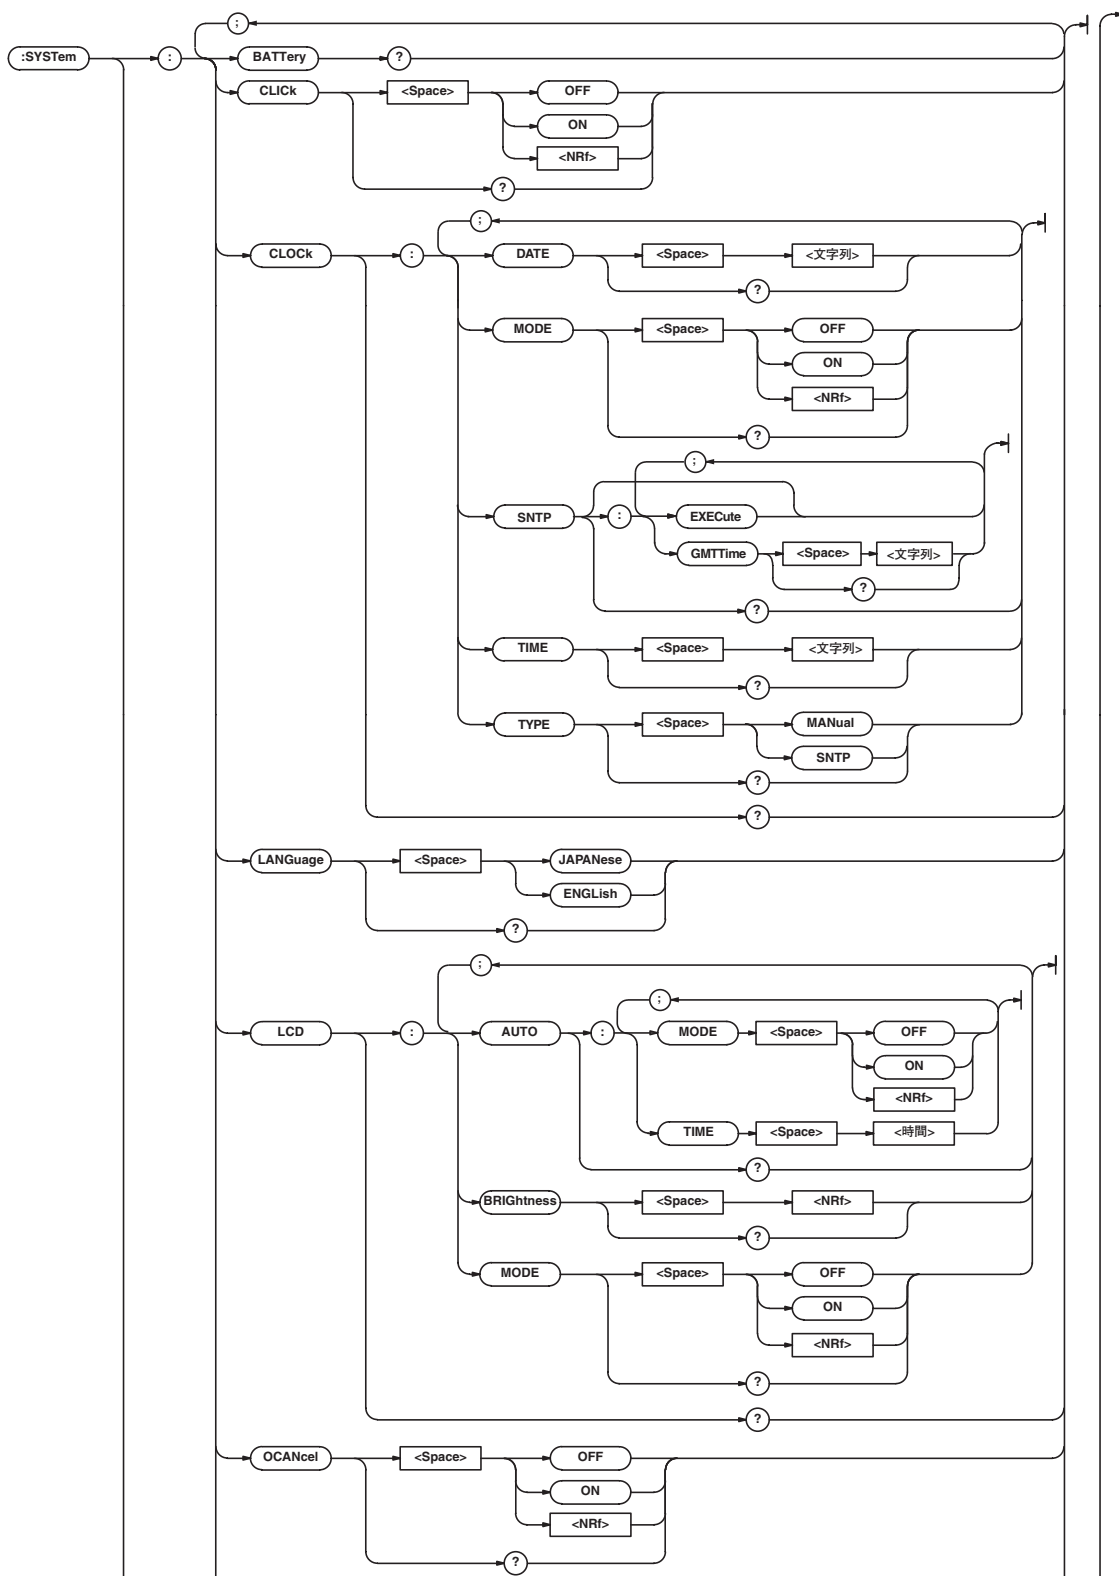 ;
:SYSTem : BATTery ?
CLICk <Space> OFF
ON
<NRf>
?
;
CLOCk : DATE <Space> <文字列>
?
MODE <Space> OFF
ON
<NRf>
?
;
SNTP : EXECute
GMTTime <Space> <文字列>
?
?
TIME <Space> <文字列>
?
TYPE <Space> MANual
SNTP
?
?
LANGuage <Space> JAPANese
ENGLish
?
;
;
LCD : AUTO : MODE <Space> OFF
ON
<NRf>
TIME <Space> <時間>
?
BRIGhtness <Space> <NRf>
?
MODE <Space> OFF
ON
<NRf>
?
?
OCANcel <Space> OFF
ON
<NRf>
?